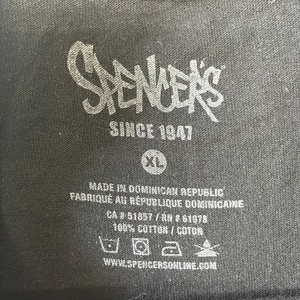 SPENCER'S
SINCE 1947
XL
MADE IN DOMINICAN REPUBLIC
FABRIQUÉ AU RÉPUBLIQUE DOMINICAINE
CA # 51857 / RN # 61978
100% COTTON / COTON
WWW.SPENCERSONLINE.COM